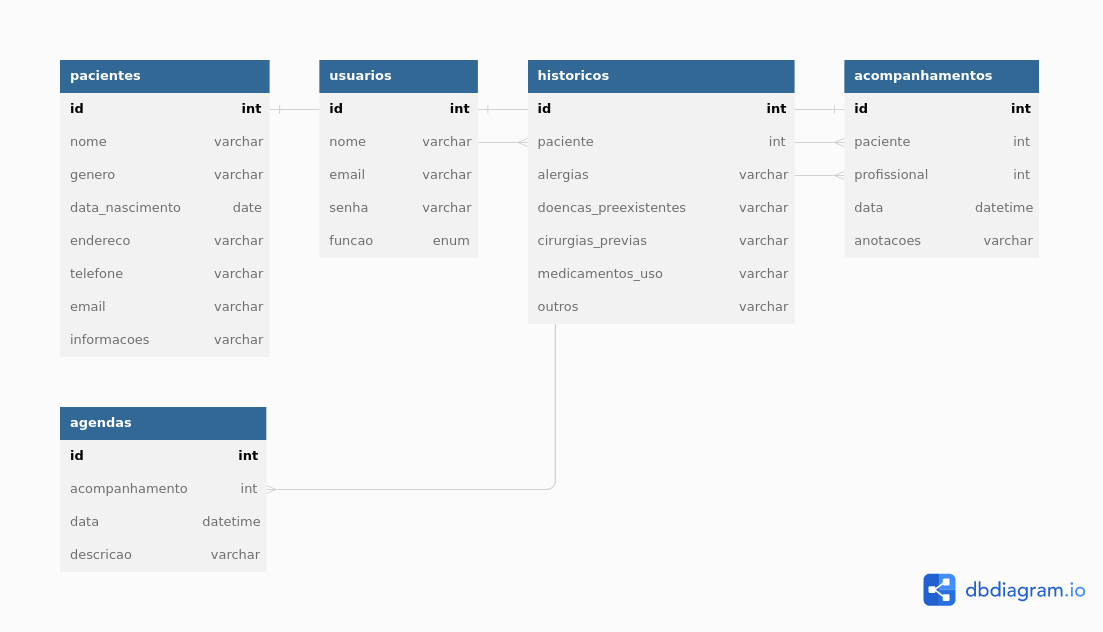 pacientes
id int
nome varchar
genero varchar
data_nascimento date
endereco varchar
telefone varchar
email varchar
informacoes varchar
usuarios
id int
nome varchar
email varchar
senha varchar
funcao enum
historicos
id int
paciente int
alergias varchar
doencas_preexistentes varchar
cirurgias_previas varchar
medicamentos_uso varchar
outros varchar
acompanhamentos
id int
paciente int
profissional int
data datetime
anotacoes varchar
agendas
id int
acompanhamento int
data datetime
descricao varchar
dbdiagram.io